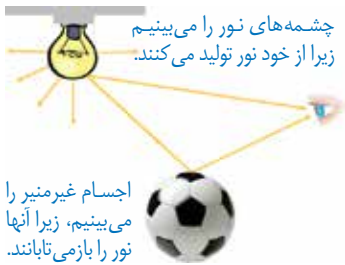 چشمه‌های نور را می‌بینیم
زیرا از خود نور تولید می‌کنند.
اجسام غیرمنیر را
می‌بینیم، زیرا آنها
نور را بازمی‌تابانند.